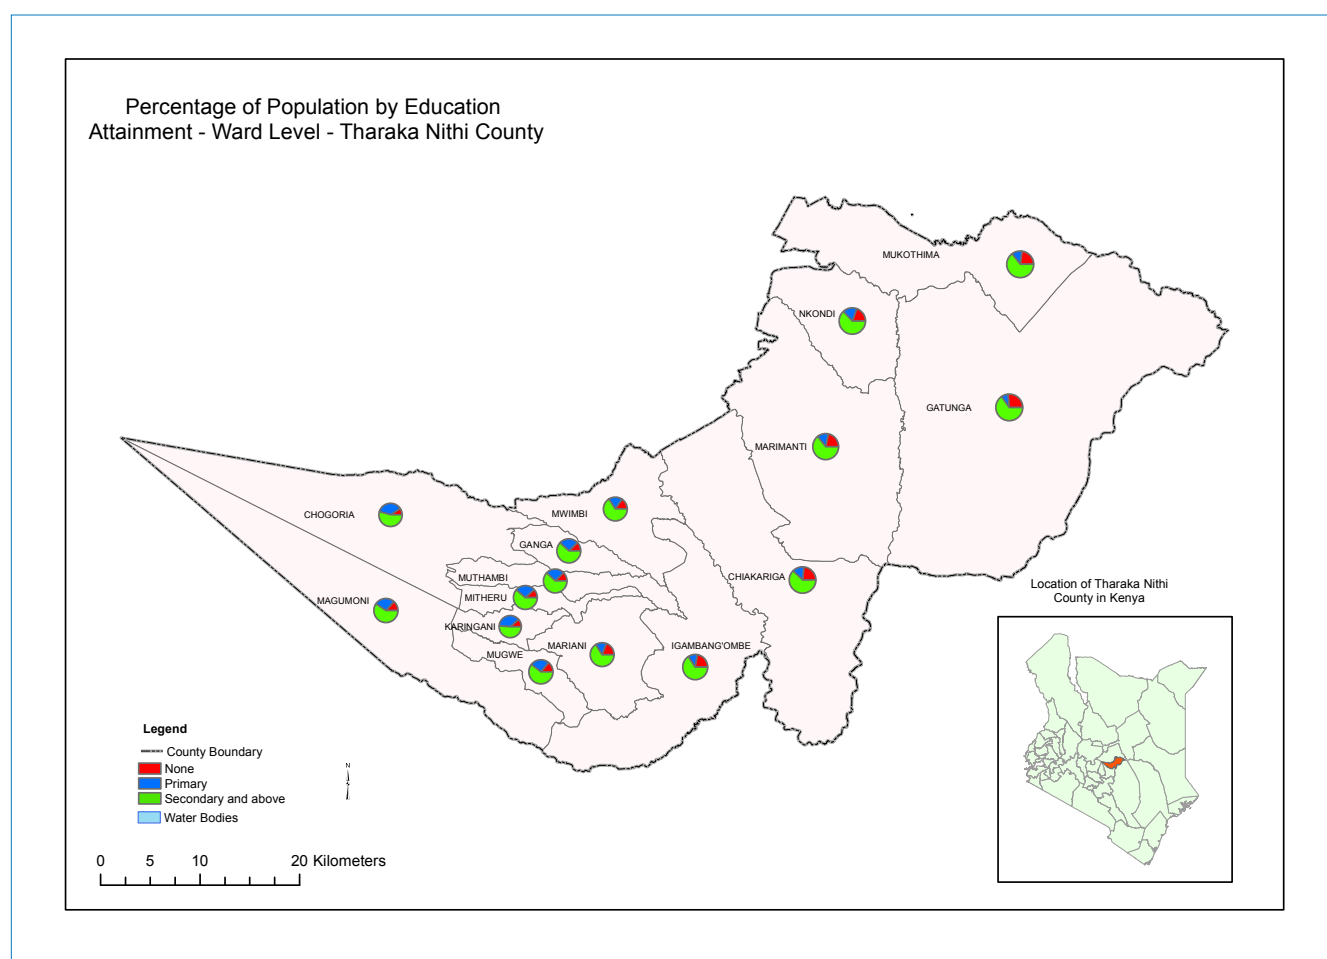 Percentage of Population by Education
Attainment - Ward Level - Tharaka Nithi County
MUKOTHIMA
NKONDI
GATUNGA
MARIMANTI
CHOGORIA
MWIMBI
GANGA
MUTHAMBI
CHIAKARIGA
MITHERU
MAGUMONI
KARINGANI
MARIANI
IGAMBANG'OMBE
MUGWE
Location of Tharaka Nithi
County in Kenya
Legend
County Boundary
None
Primary
Secondary and above
Water Bodies
N
0 5 10 20 Kilometers